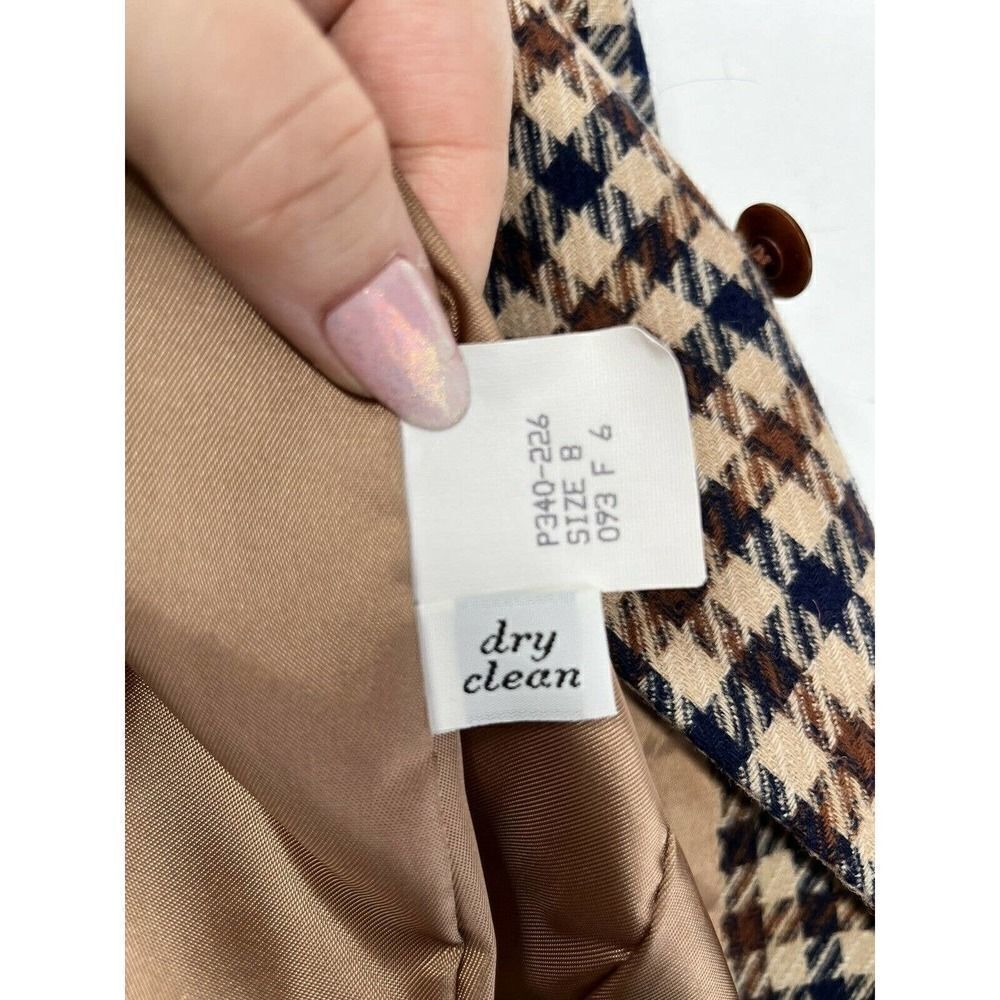 P340-226
SIZE 8
093 F 6
dry
clean